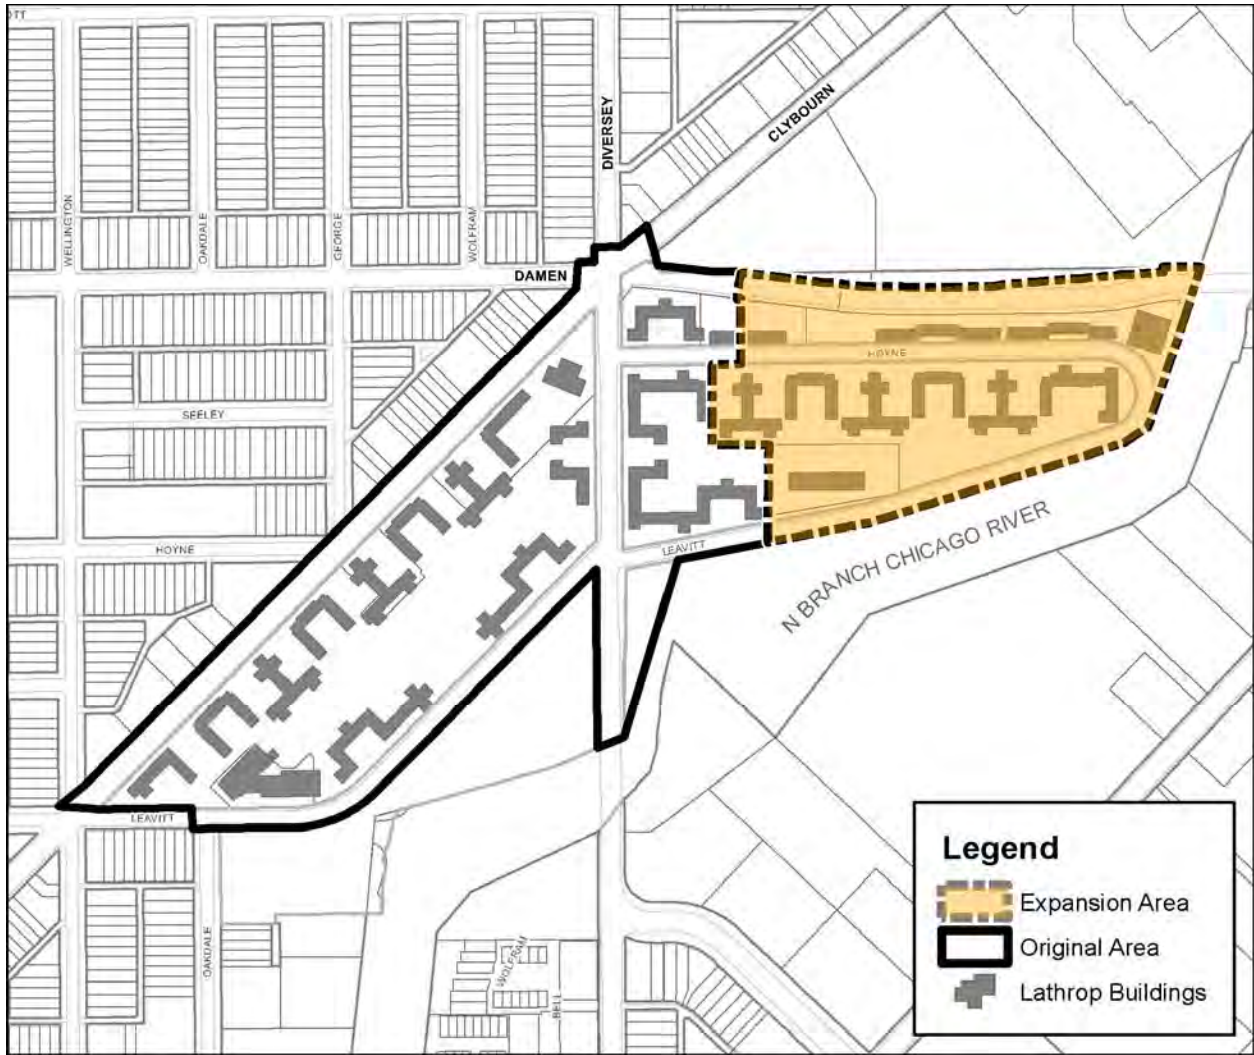 OTT
DIVERSEY
CLYBOURN
WELLINGTON
OAKDALE
GEORGE
WOLFRAM
DAMEN
HOYNE
SEELEY
HOYNE
LEAVITT
N BRANCH CHICAGO RIVER
LEAVITT
OAKDALE
WOLFRAM
BELL
Legend
Expansion Area
Original Area
Lathrop Buildings